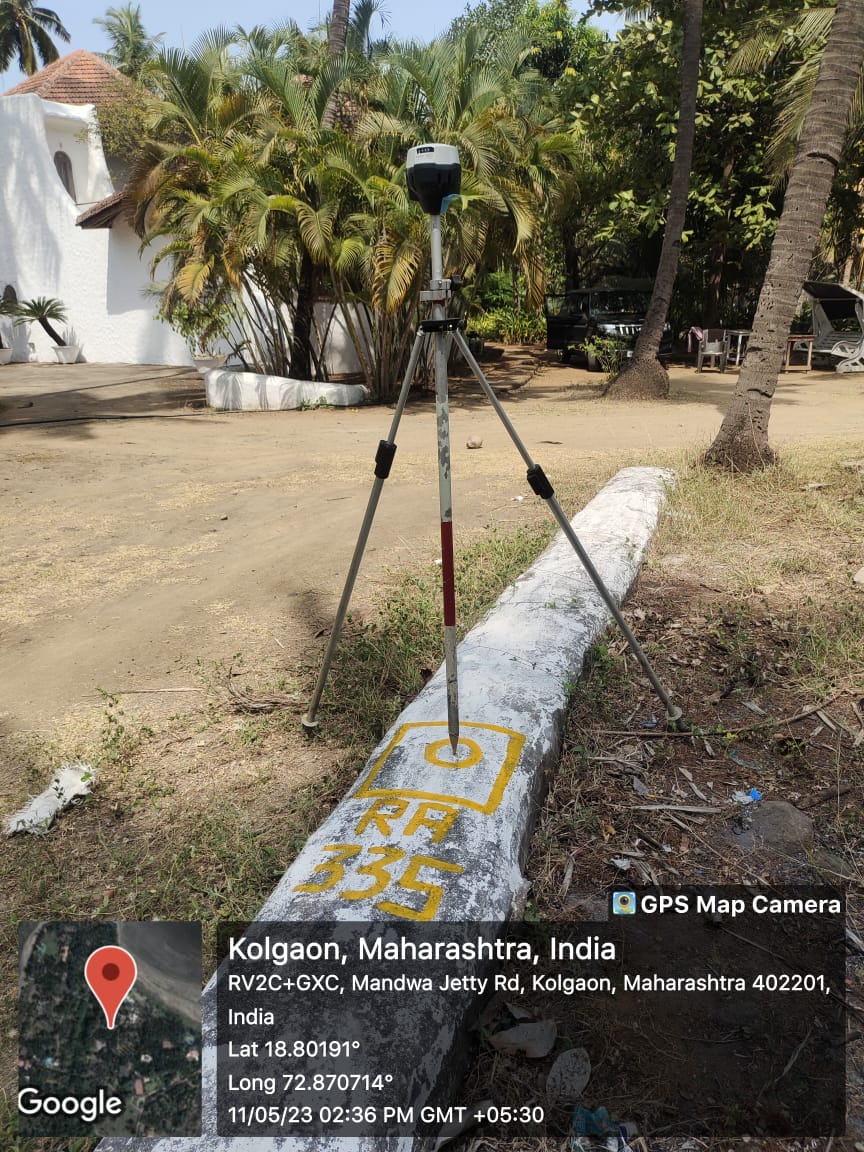 RA
335
GPS Map Camera
Kolgaon, Maharashtra, India
RV2C+GXC, Mandwa Jetty Rd, Kolgaon, Maharashtra 402201,
India
Lat 18.80191°
Long 72.870714°
11/05/23 02:36 PM GMT +05:30
Google